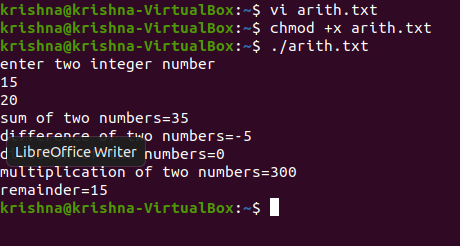 krishna@krishna-VirtualBox:~$ vi arith.txt
krishna@krishna-VirtualBox:~$ chmod +x arith.txt
krishna@krishna-VirtualBox:~$ ./arith.txt
enter two integer number
15
20
sum of two numbers=35
difference of two numbers=-5
LibreOffice Writer
d numbers=0
multiplication of two numbers=300
remainder=15
krishna@krishna-VirtualBox:~$